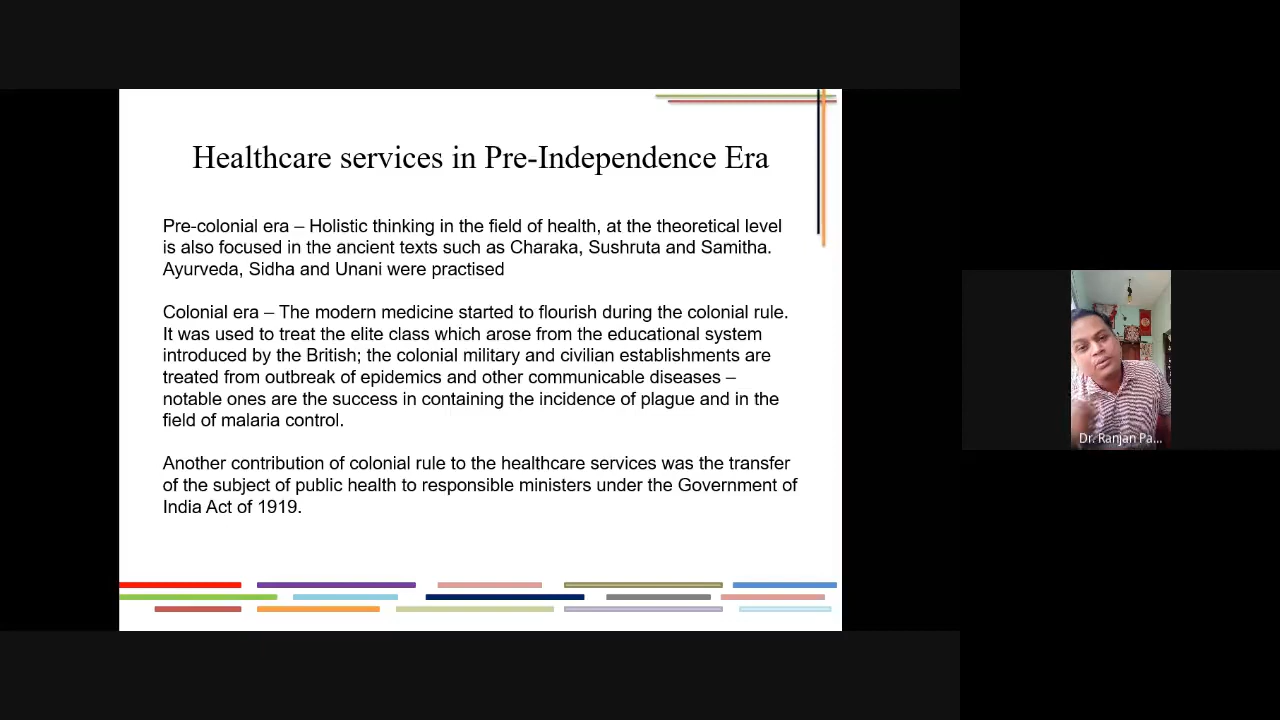 Healthcare services in Pre-Independence Era
Pre-colonial era – Holistic thinking in the field of health, at the theoretical level
is also focused in the ancient texts such as Charaka, Sushruta and Samitha.
Ayurveda, Sidha and Unani were practised
Colonial era – The modern medicine started to flourish during the colonial rule.
It was used to treat the elite class which arose from the educational system
introduced by the British; the colonial military and civilian establishments are
treated from outbreak of epidemics and other communicable diseases –
notable ones are the success in containing the incidence of plague and in the
field of malaria control.
Another contribution of colonial rule to the healthcare services was the transfer
of the subject of public health to responsible ministers under the Government of
India Act of 1919.
Dr. Ranjan Pa...